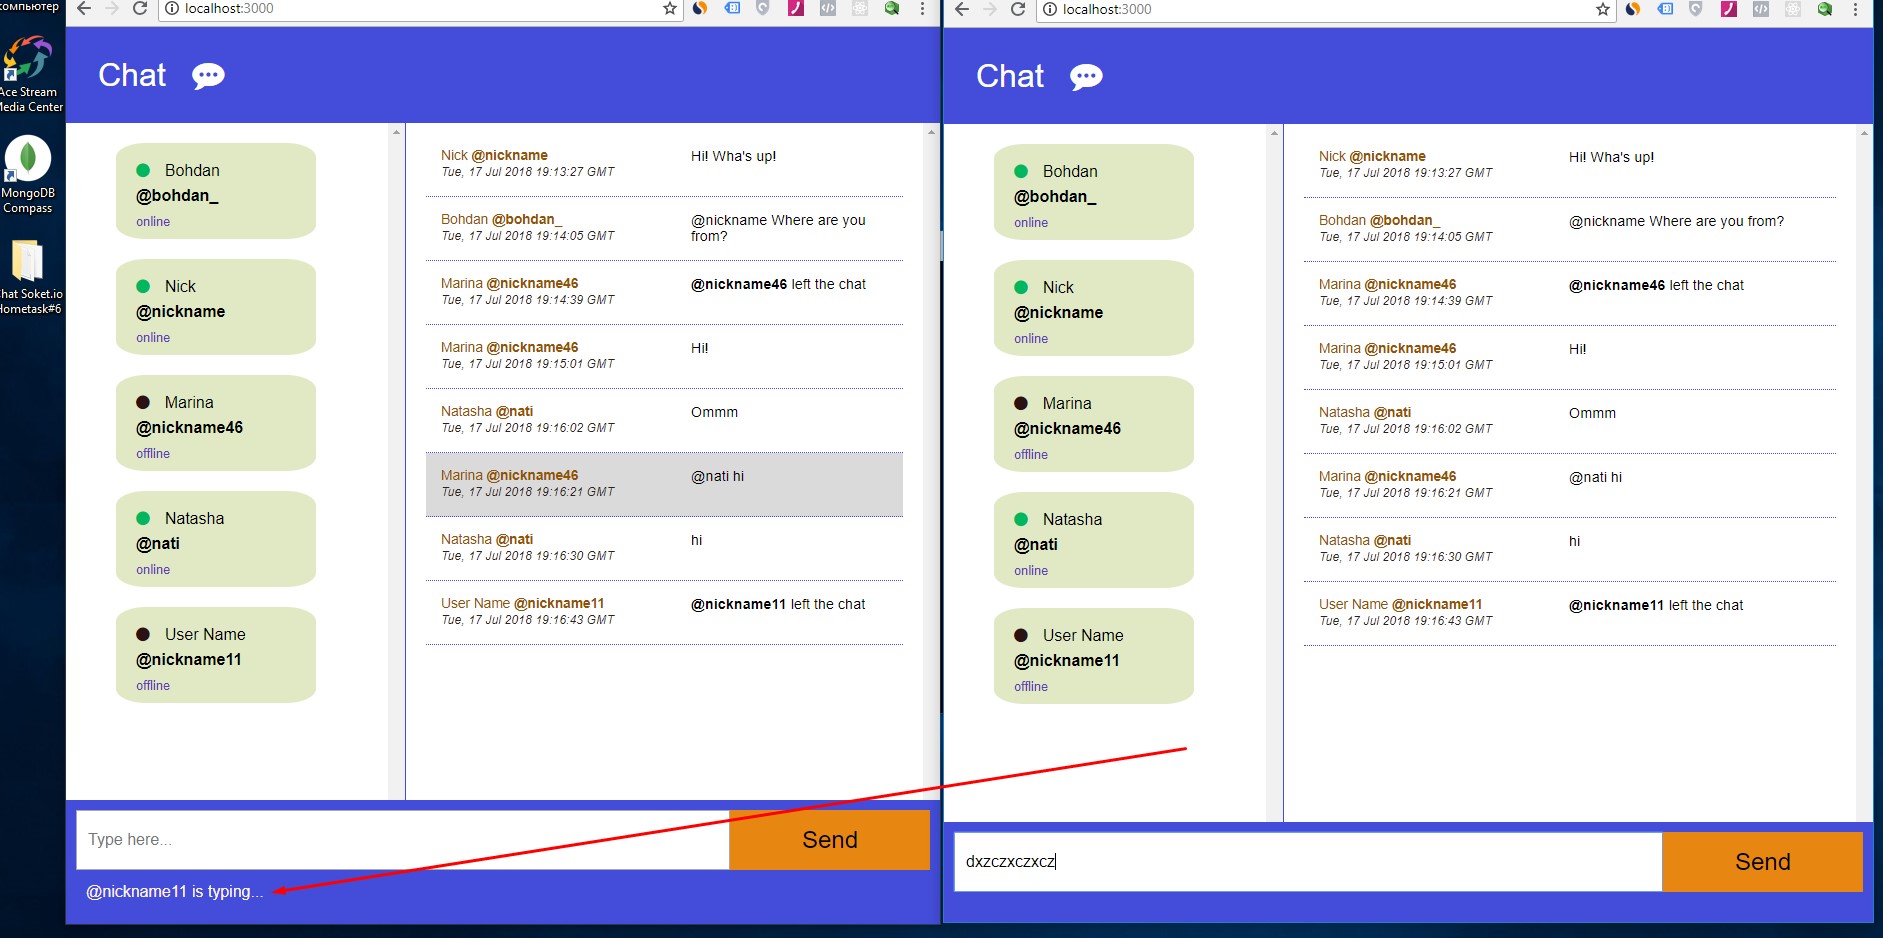 компьютер
Ace Stream
Media Center
MongoDB
Compass
Chat Soket.io
Hometask#6
localhost:3000
Chat
Bohdan
@bohdan_
online
Nick
@nickname
online
Marina
@nickname46
offline
Natasha
@nati
online
User Name
@nickname11
offline
Nick @nickname Hi! Wha's up!
Tue, 17 Jul 2018 19:13:27 GMT
Bohdan @bohdan_ @nickname Where are you
Tue, 17 Jul 2018 19:14:05 GMT from?
Marina @nickname46 @nickname46 left the chat
Tue, 17 Jul 2018 19:14:39 GMT
Marina @nickname46 Hi!
Tue, 17 Jul 2018 19:15:01 GMT
Natasha @nati Ommm
Tue, 17 Jul 2018 19:16:02 GMT
Marina @nickname46 @nati hi
Tue, 17 Jul 2018 19:16:21 GMT
Natasha @nati hi
Tue, 17 Jul 2018 19:16:30 GMT
User Name @nickname11 @nickname11 left the chat
Tue, 17 Jul 2018 19:16:43 GMT
Type here...
Send
@nickname11 is typing...
localhost:3000
Chat
Bohdan
@bohdan_
online
Nick
@nickname
online
Marina
@nickname46
offline
Natasha
@nati
online
User Name
@nickname11
offline
Nick @nickname Hi! Wha's up!
Tue, 17 Jul 2018 19:13:27 GMT
Bohdan @bohdan_ @nickname Where are you from?
Tue, 17 Jul 2018 19:14:05 GMT
Marina @nickname46 @nickname46 left the chat
Tue, 17 Jul 2018 19:14:39 GMT
Marina @nickname46 Hi!
Tue, 17 Jul 2018 19:15:01 GMT
Natasha @nati Ommm
Tue, 17 Jul 2018 19:16:02 GMT
Marina @nickname46 @nati hi
Tue, 17 Jul 2018 19:16:21 GMT
Natasha @nati hi
Tue, 17 Jul 2018 19:16:30 GMT
User Name @nickname11 @nickname11 left the chat
Tue, 17 Jul 2018 19:16:43 GMT
dxzczxczxcz
Send